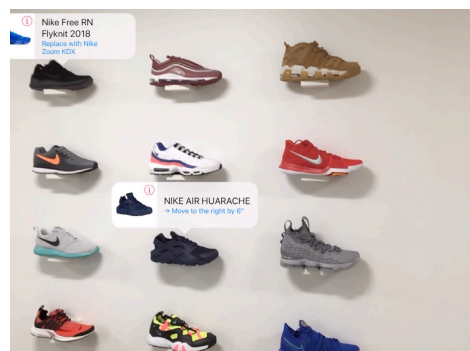 Nike Free RN
Flyknit 2018
Replace with Nike
Zoom KDX
NIKE AIR HUARACHE
→ Move to the right by 6"